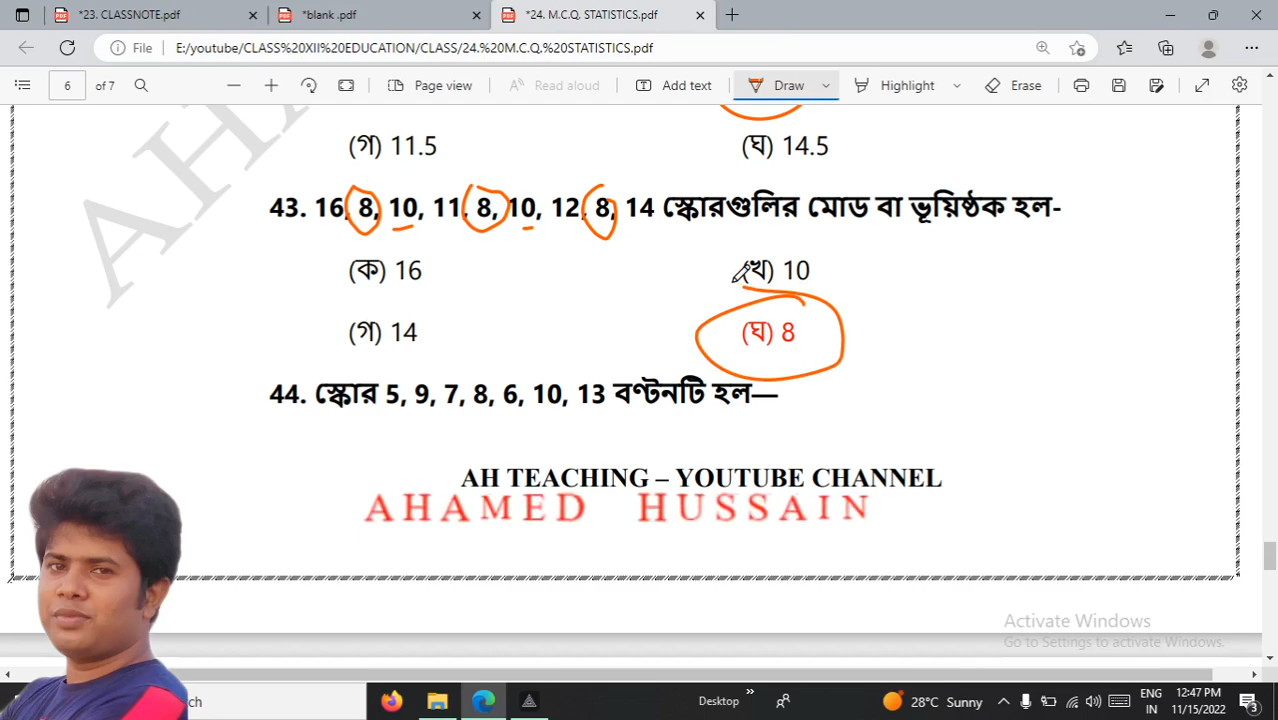 *23. CLASSNOTE.pdf
*blank .pdf
*24. M.C.Q. STATISTICS.pdf
File E:/youtube/CLASS%20XII%20EDUCATION/CLASS/24.%20M.C.Q.%20STATISTICS.pdf
6 of 7 Page view Read aloud Add text Draw Highlight Erase
(গ) 11.5 (ঘ) 14.5
43. 16, 8, 10, 11, 8, 10, 12, 8, 14 স্কোরগুলির মোড বা ভূয়িষ্ঠক হল-
(ক) 16 (খ) 10
(গ) 14 (ঘ) 8
44. স্কোর 5, 9, 7, 8, 6, 10, 13 বণ্টনটি হল—
AH TEACHING – YOUTUBE CHANNEL
AHAMED HUSSAIN
Activate Windows
Go to Settings to activate Windows.
Desktop 28°C Sunny ENG 12:47 PM
IN 11/15/2022 3